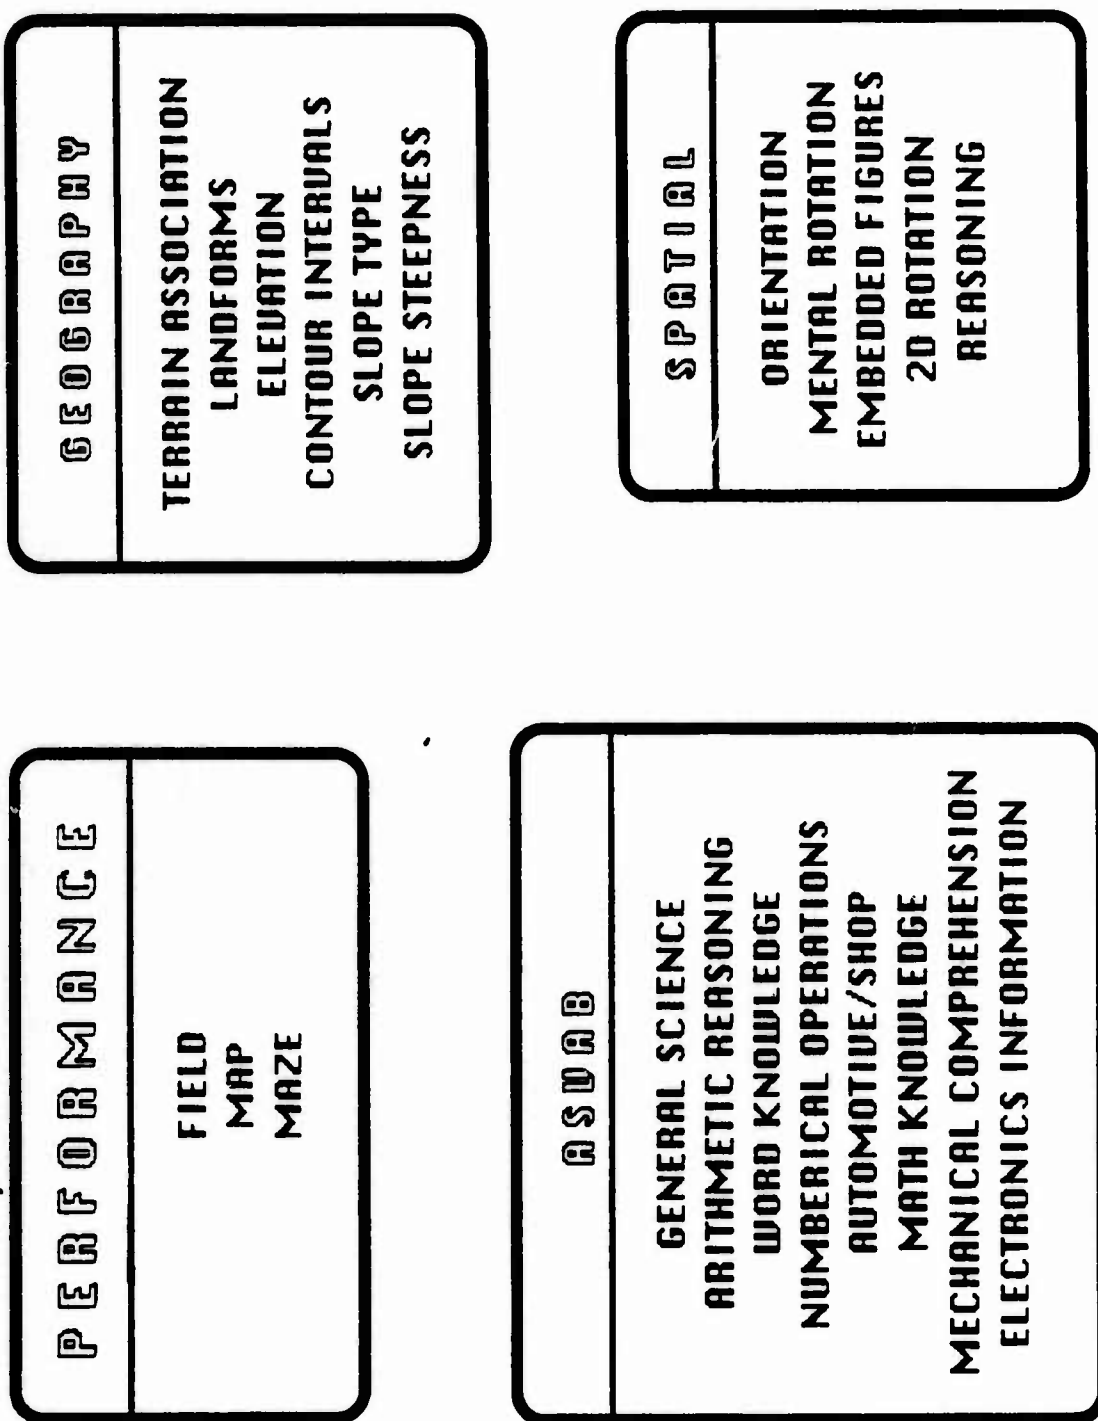 PERFORMANCE
FIELD
MAP
MAZE
GEOGRAPHY
TERRAIN ASSOCIATION
LANDFORMS
ELEVATION
CONTOUR INTERVALS
SLOPE TYPE
SLOPE STEEPNESS
ASVAB
GENERAL SCIENCE
ARITHMETIC REASONING
WORD KNOWLEDGE
NUMBERICAL OPERATIONS
AUTOMOTIVE/SHOP
MATH KNOWLEDGE
MECHANICAL COMPREHENSION
ELECTRONICS INFORMATION
SPATIAL
ORIENTATION
MENTAL ROTATION
EMBEDDED FIGURES
2D ROTATION
REASONING